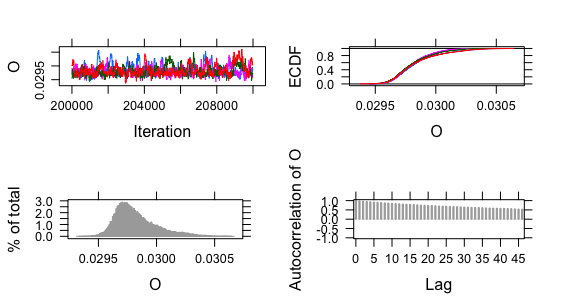 O
0.0295
200000 204000 208000
Iteration
ECDF
0.8
0.4
0.0
0.0295 0.0300 0.0305
O
% of total
3.0
2.0
1.0
0.0
0.0295 0.0300 0.0305
O
Autocorrelation of O
1.0
0.5
0.0
-0.5
-1.0
0 5 10 15 20 25 30 35 40 45
Lag